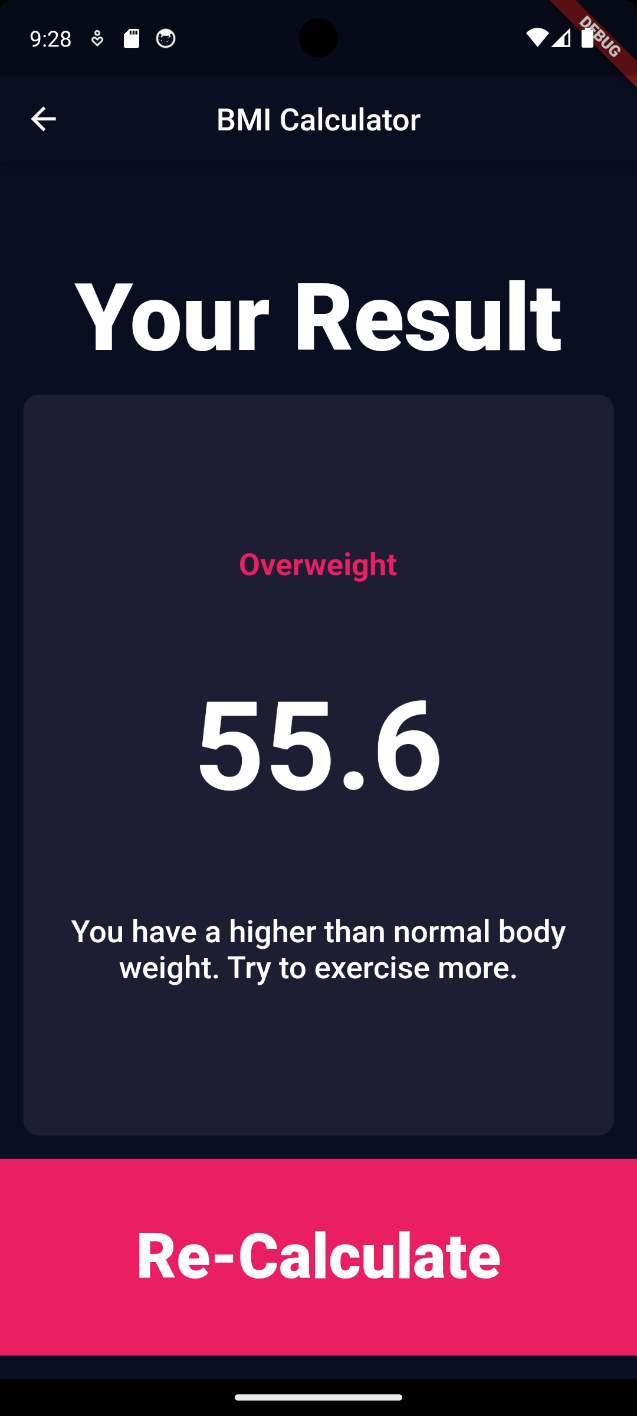 9:28
DEBUG
BMI Calculator
Your Result
Overweight
55.6
You have a higher than normal body
weight. Try to exercise more.
Re-Calculate